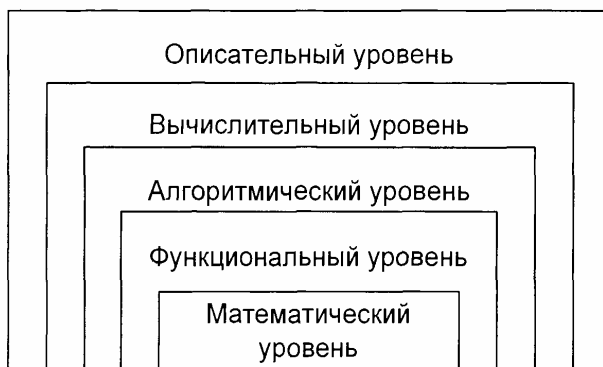 Описательный уровень
Вычислительный уровень
Алгоритмический уровень
Функциональный уровень
Математический
уровень